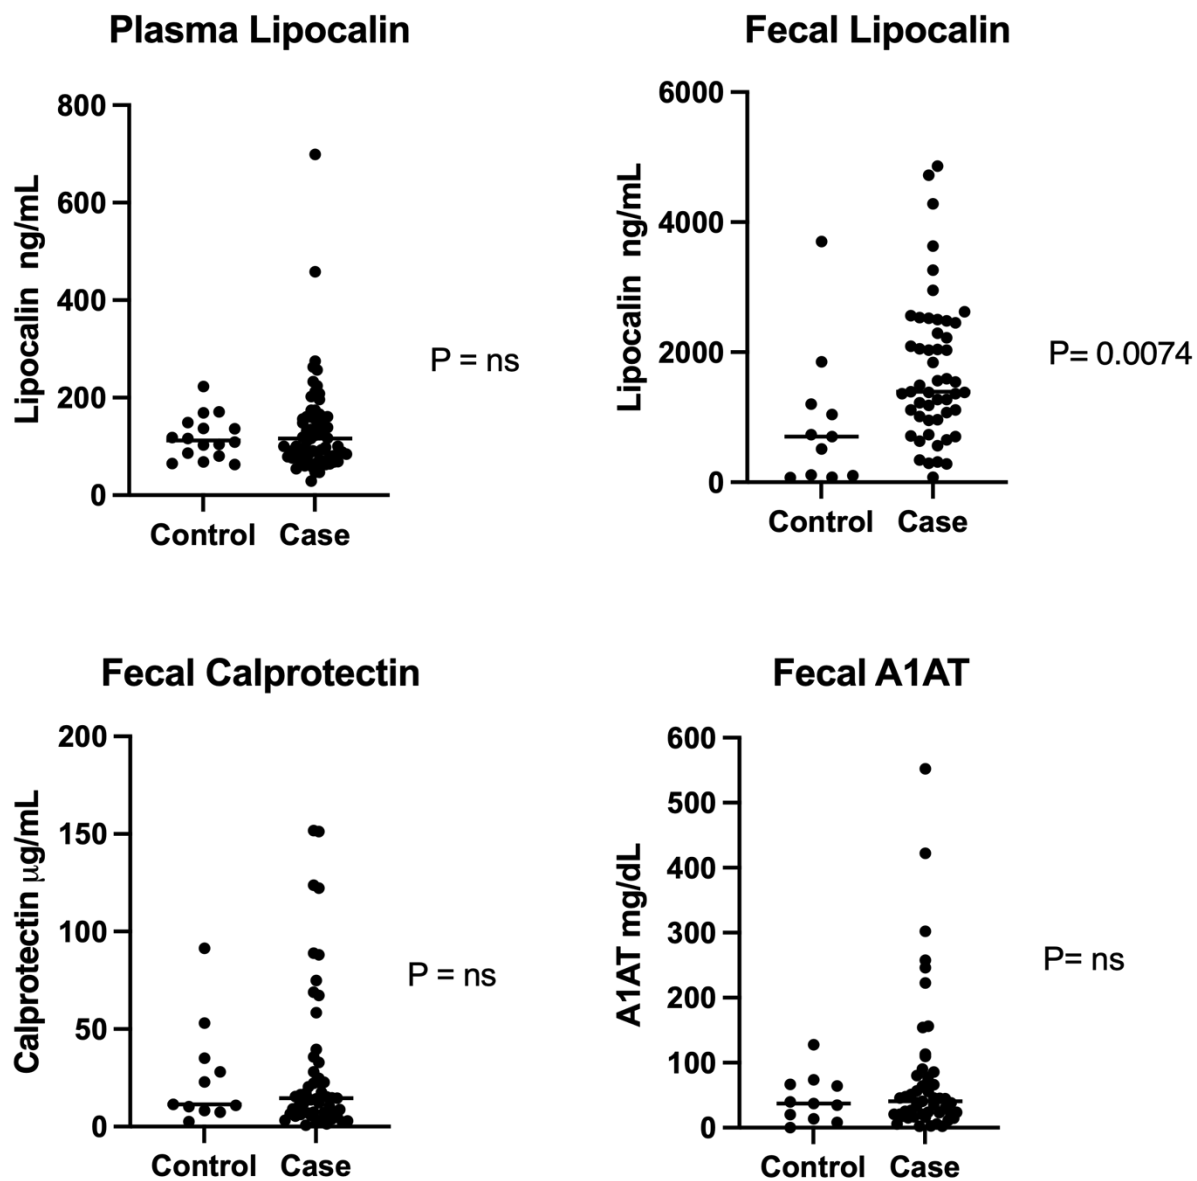 Plasma Lipocalin
Lipocalin ng/mL
800
600
400
200
0
Control Case
P = ns
Fecal Lipocalin
Lipocalin ng/mL
6000
4000
2000
0
Control Case
P= 0.0074
Fecal Calprotectin
Calprotectin μg/mL
200
150
100
50
0
Control Case
P = ns
Fecal A1AT
A1AT mg/dL
600
500
400
300
200
100
0
Control Case
P= ns